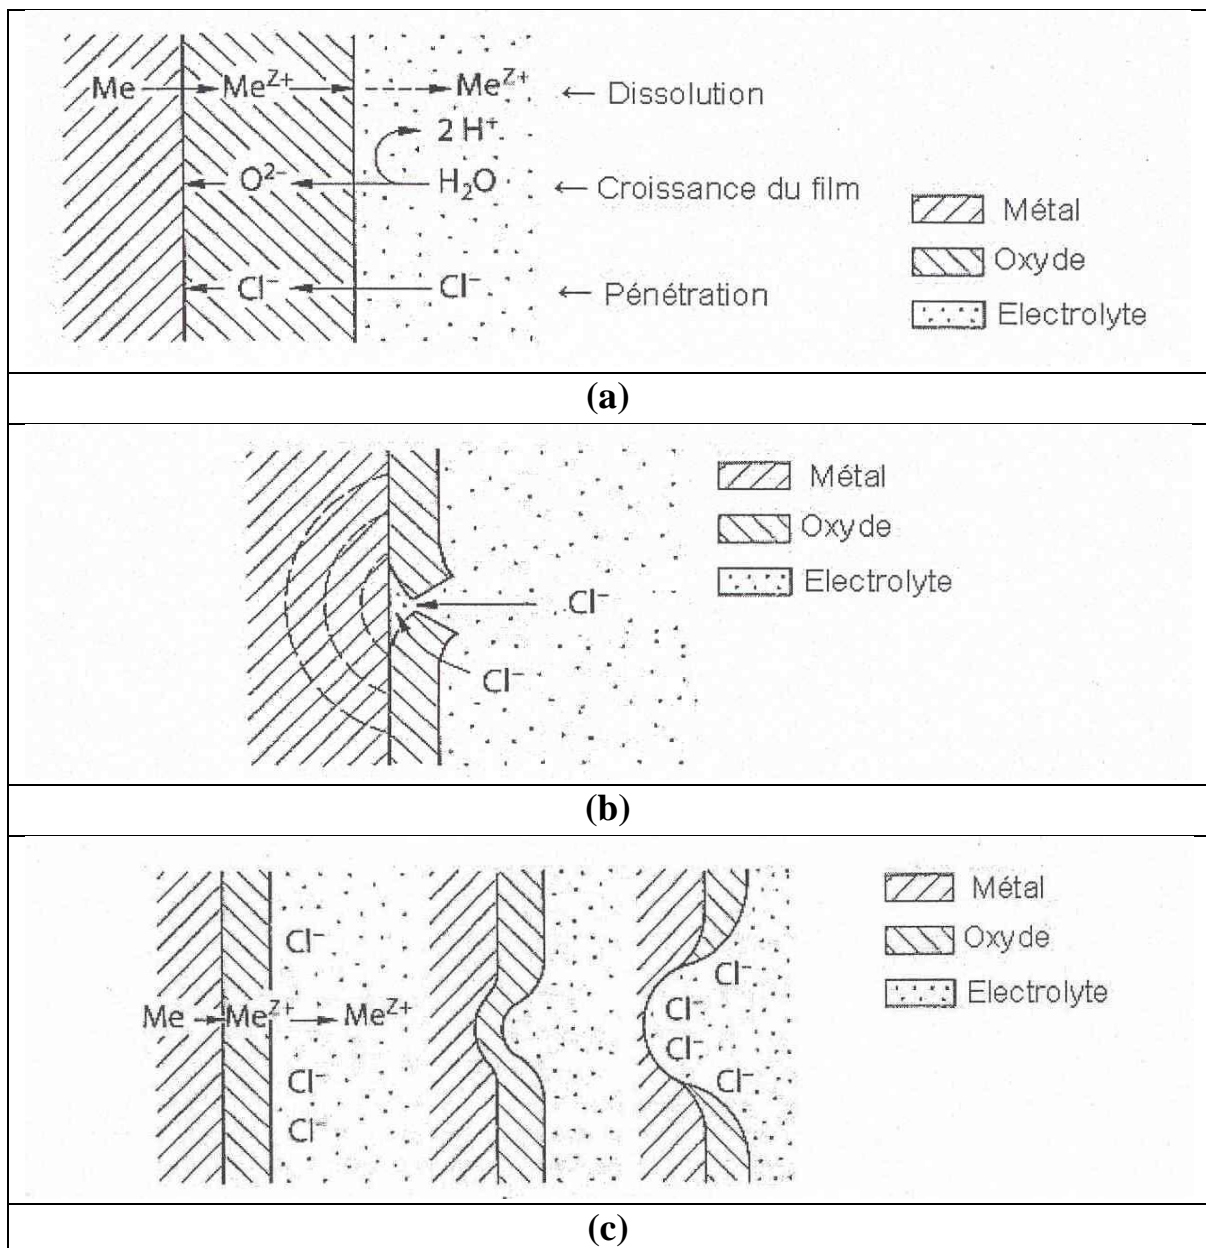 Me → Me^Z+ → Me^Z+ ← Dissolution
2 H⁺
O²⁻ ← H₂O ← Croissance du film
Cl⁻ ← Cl⁻ ← Pénétration
Métal
Oxyde
Electrolyte
(a)
Métal
Oxyde
Electrolyte
Cl⁻
Cl⁻
(b)
Cl⁻
Me → Me^Z+ → Me^Z+
Cl⁻
Cl⁻
Cl⁻
Cl⁻
Cl⁻
Cl⁻
Métal
Oxyde
Electrolyte
(c)